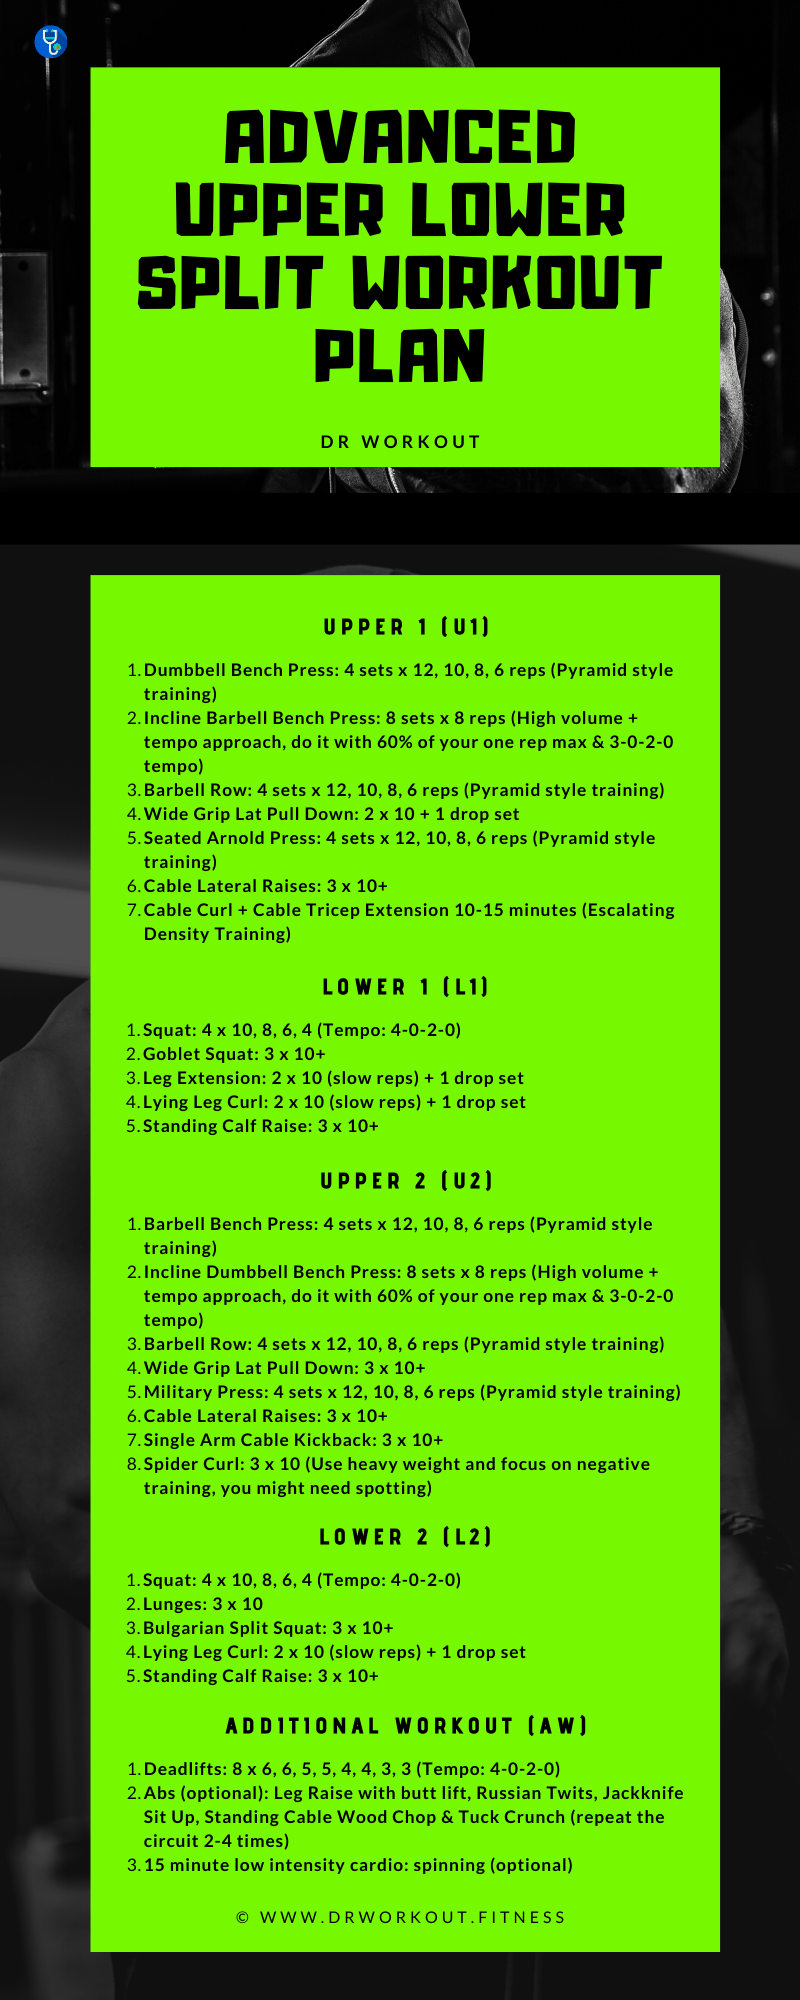 ADVANCED
UPPER LOWER
SPLIT WORKOUT
PLAN
DR WORKOUT
UPPER 1 (U1)
1. Dumbbell Bench Press: 4 sets x 12, 10, 8, 6 reps (Pyramid style
training)
2. Incline Barbell Bench Press: 8 sets x 8 reps (High volume +
tempo approach, do it with 60% of your one rep max & 3-0-2-0
tempo)
3. Barbell Row: 4 sets x 12, 10, 8, 6 reps (Pyramid style training)
4. Wide Grip Lat Pull Down: 2 x 10 + 1 drop set
5. Seated Arnold Press: 4 sets x 12, 10, 8, 6 reps (Pyramid style
training)
6. Cable Lateral Raises: 3 x 10+
7. Cable Curl + Cable Tricep Extension 10-15 minutes (Escalating
Density Training)
LOWER 1 (L1)
1. Squat: 4 x 10, 8, 6, 4 (Tempo: 4-0-2-0)
2. Goblet Squat: 3 x 10+
3. Leg Extension: 2 x 10 (slow reps) + 1 drop set
4. Lying Leg Curl: 2 x 10 (slow reps) + 1 drop set
5. Standing Calf Raise: 3 x 10+
UPPER 2 (U2)
1. Barbell Bench Press: 4 sets x 12, 10, 8, 6 reps (Pyramid style
training)
2. Incline Dumbbell Bench Press: 8 sets x 8 reps (High volume +
tempo approach, do it with 60% of your one rep max & 3-0-2-0
tempo)
3. Barbell Row: 4 sets x 12, 10, 8, 6 reps (Pyramid style training)
4. Wide Grip Lat Pull Down: 3 x 10+
5. Military Press: 4 sets x 12, 10, 8, 6 reps (Pyramid style training)
6. Cable Lateral Raises: 3 x 10+
7. Single Arm Cable Kickback: 3 x 10+
8. Spider Curl: 3 x 10 (Use heavy weight and focus on negative
training, you might need spotting)
LOWER 2 (L2)
1. Squat: 4 x 10, 8, 6, 4 (Tempo: 4-0-2-0)
2. Lunges: 3 x 10
3. Bulgarian Split Squat: 3 x 10+
4. Lying Leg Curl: 2 x 10 (slow reps) + 1 drop set
5. Standing Calf Raise: 3 x 10+
ADDITIONAL WORKOUT (AW)
1. Deadlifts: 8 x 6, 6, 5, 5, 4, 4, 3, 3 (Tempo: 4-0-2-0)
2. Abs (optional): Leg Raise with butt lift, Russian Twits, Jackknife
Sit Up, Standing Cable Wood Chop & Tuck Crunch (repeat the
circuit 2-4 times)
3. 15 minute low intensity cardio: spinning (optional)
© WWW.DRWORKOUT.FITNESS